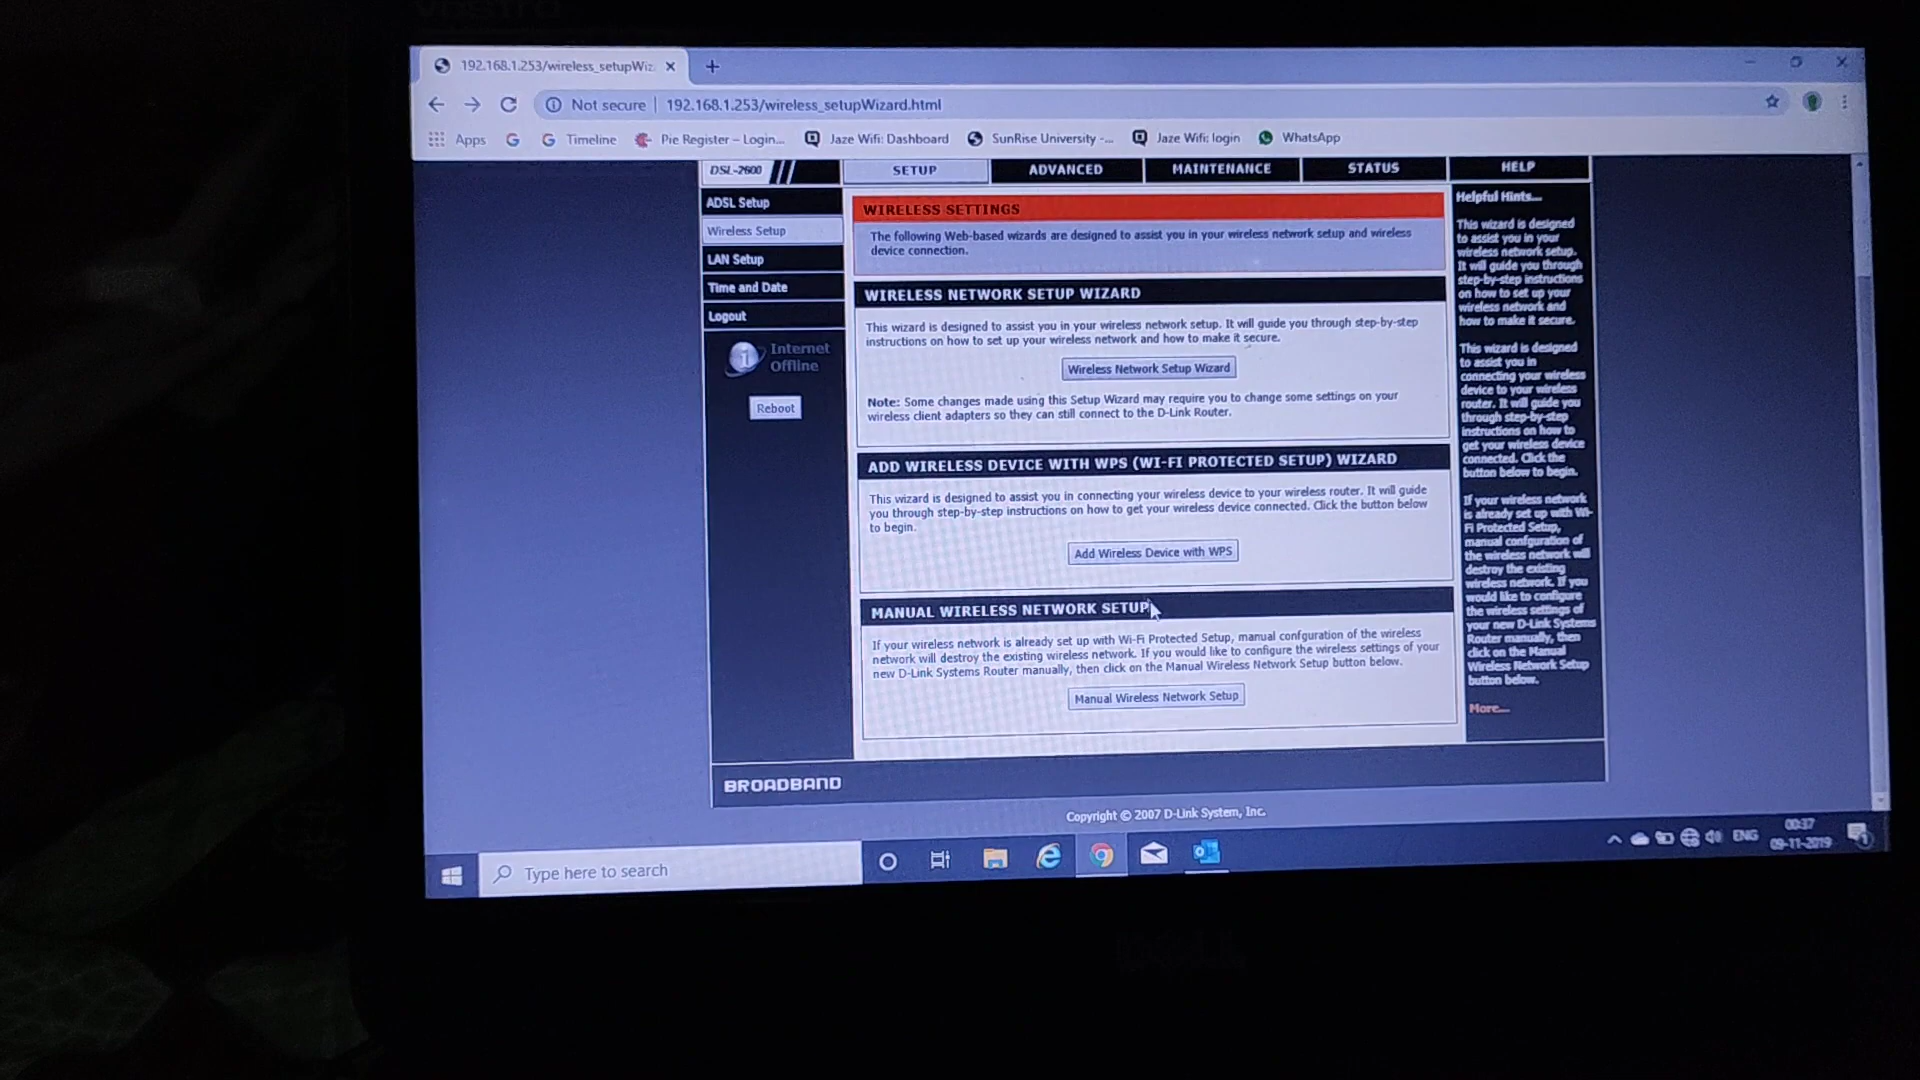 192.168.1.253/wireless_setupWiz
Not secure | 192.168.1.253/wireless_setupWizard.html
Apps
Timeline
Pie Register – Login...
Jaze Wifi: Dashboard
SunRise University -...
Jaze Wifi: login
WhatsApp
DSL-2600
SETUP
ADVANCED
MAINTENANCE
STATUS
HELP
ADSL Setup
Wireless Setup
LAN Setup
Time and Date
Logout
Internet
Offline
Reboot
WIRELESS SETTINGS
The following Web-based wizards are designed to assist you in your wireless network setup and wireless
device connection.
WIRELESS NETWORK SETUP WIZARD
This wizard is designed to assist you in your wireless network setup. It will guide you through step-by-step
instructions on how to set up your wireless network and how to make it secure.
Wireless Network Setup Wizard
Note: Some changes made using this Setup Wizard may require you to change some settings on your
wireless client adapters so they can still connect to the D-Link Router.
ADD WIRELESS DEVICE WITH WPS (WI-FI PROTECTED SETUP) WIZARD
This wizard is designed to assist you in connecting your wireless device to your wireless router. It will guide
you through step-by-step instructions on how to get your wireless device connected. Click the button below
to begin.
Add Wireless Device with WPS
MANUAL WIRELESS NETWORK SETUP
If your wireless network is already set up with Wi-Fi Protected Setup, manual confguration of the wireless
network will destroy the existing wireless network. If you would like to configure the wireless settings of your
new D-Link Systems Router manually, then click on the Manual Wireless Network Setup button below.
Manual Wireless Network Setup
Helpful Hints...
This wizard is designed
to assist you in your
wireless network setup.
It will guide you through
step-by-step instructions
on how to set up your
wireless network and
how to make it secure.
This wizard is designed
to assist you in
connecting your wireless
device to your wireless
router. It will guide you
through step-by-step
instructions on how to
get your wireless device
connected. Click the
button below to begin.
If your wireless network
is already set up with Wi-
Fi Protected Setup,
manual confguration of
the wireless network will
destroy the existing
wireless network. If you
would like to configure
the wireless settings of
your new D-Link Systems
Router manually, then
click on the Manual
Wireless Network Setup
button below.
More...
BROADBAND
Copyright © 2007 D-Link System, Inc.
Type here to search
ENG
00:37
09-11-2019